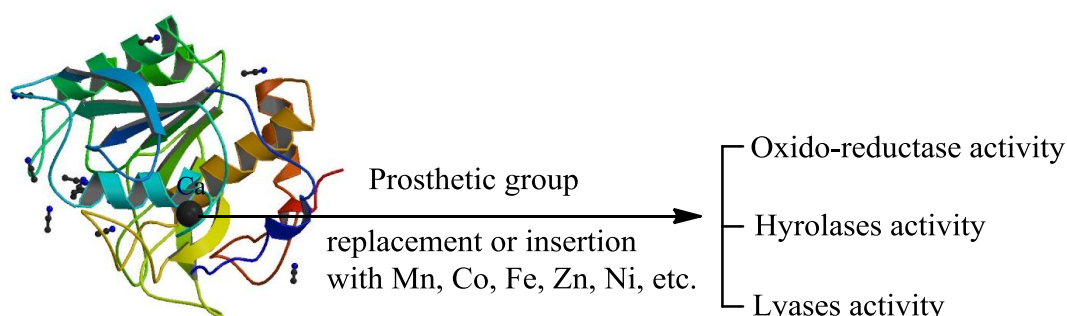 Ca
Prosthetic group
replacement or insertion
with Mn, Co, Fe, Zn, Ni, etc.
Oxido-reductase activity
Hyrolases activity
Lyases activity